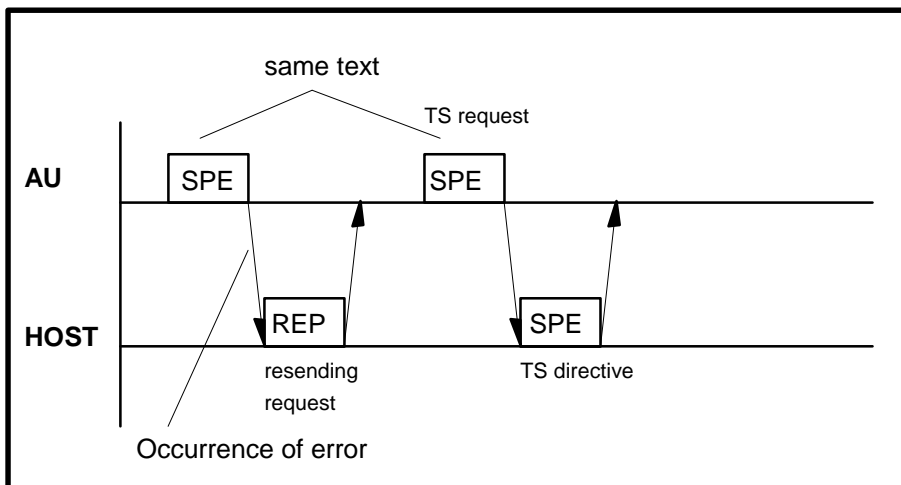 same text
TS request
AU
SPE
SPE
HOST
REP
SPE
resending
request
TS directive
Occurrence of error